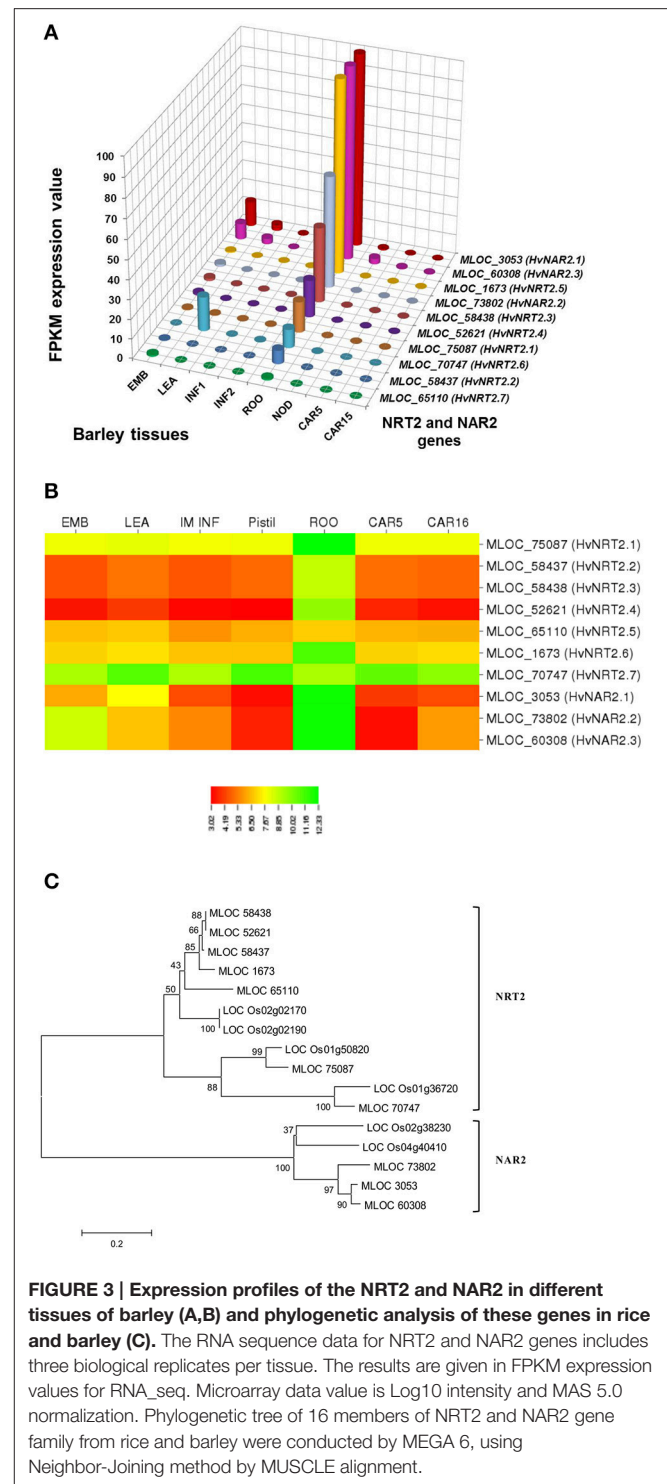 A
FPKM expression value
100
90
80
70
60
50
40
30
20
10
0
EMB
LEA
INF1
INF2
ROO
NOD
CAR5
CAR15
Barley tissues
MLOC_3053 (HvNAR2.1)
MLOC_60308 (HvNAR2.3)
MLOC_1673 (HvNRT2.5)
MLOC_73802 (HvNAR2.2)
MLOC_58438 (HvNRT2.3)
MLOC_52621 (HvNRT2.4)
MLOC_75087 (HvNRT2.1)
MLOC_70747 (HvNRT2.6)
MLOC_58437 (HvNRT2.2)
MLOC_65110 (HvNRT2.7)
NRT2 and NAR2
genes
B
EMB LEA IM INF Pistil ROO CAR5 CAR16
MLOC_75087 (HvNRT2.1)
MLOC_58437 (HvNRT2.2)
MLOC_58438 (HvNRT2.3)
MLOC_52621 (HvNRT2.4)
MLOC_65110 (HvNRT2.5)
MLOC_1673 (HvNRT2.6)
MLOC_70747 (HvNRT2.7)
MLOC_3053 (HvNAR2.1)
MLOC_73802 (HvNAR2.2)
MLOC_60308 (HvNAR2.3)
3.02
4.19
5.33
6.50
7.67
8.85
10.02
11.16
12.33
C
88 MLOC 58438
66 MLOC 52621
85 MLOC 58437
43 MLOC 1673
50 MLOC 65110
LOC Os02g02170
100 LOC Os02g02190
99 LOC Os01g50820
MLOC 75087
88 LOC Os01g36720
100 MLOC 70747
NRT2
37 LOC Os02g38230
LOC Os04g40410
100 MLOC 73802
97 MLOC 3053
90 MLOC 60308
NAR2
0.2
FIGURE 3 | Expression profiles of the NRT2 and NAR2 in different
tissues of barley (A,B) and phylogenetic analysis of these genes in rice
and barley (C). The RNA sequence data for NRT2 and NAR2 genes includes
three biological replicates per tissue. The results are given in FPKM expression
values for RNA_seq. Microarray data value is Log10 intensity and MAS 5.0
normalization. Phylogenetic tree of 16 members of NRT2 and NAR2 gene
family from rice and barley were conducted by MEGA 6, using
Neighbor-Joining method by MUSCLE alignment.